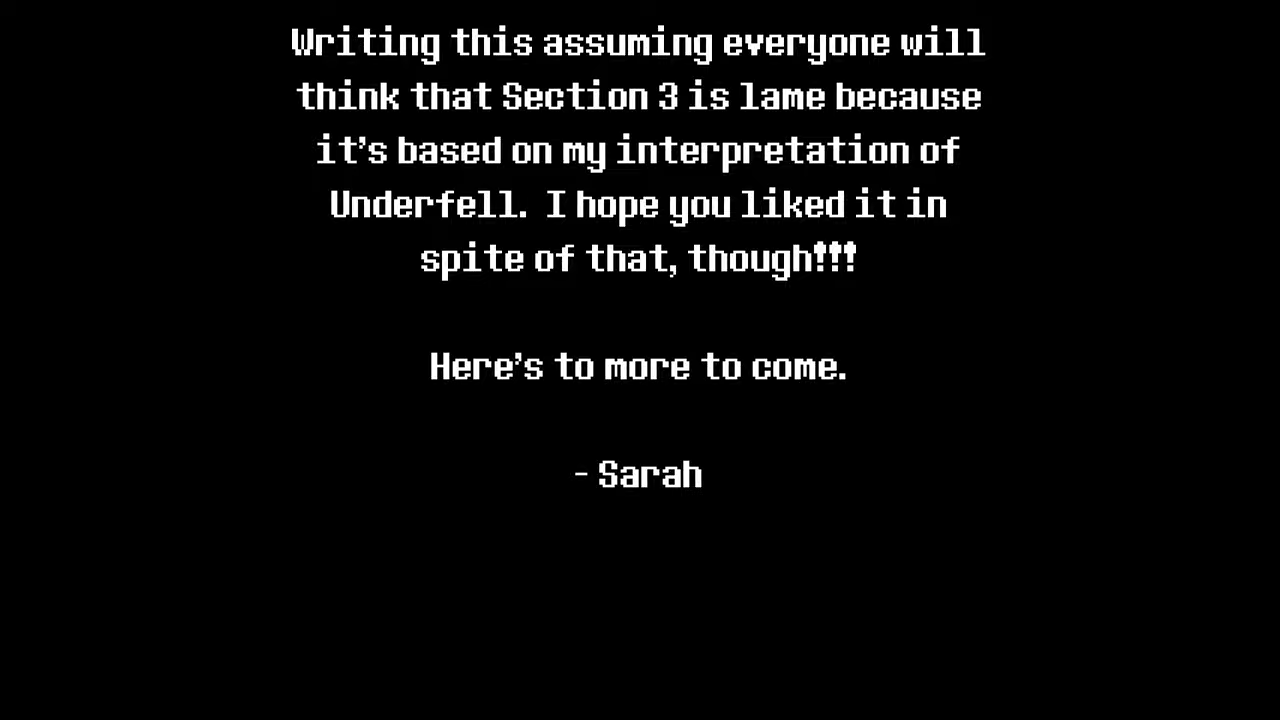 Writing this assuming everyone will
think that Section 3 is lame because
it's based on my interpretation of
Underfell. I hope you liked it in
spite of that, though!!!
Here's to more to come.
- Sarah